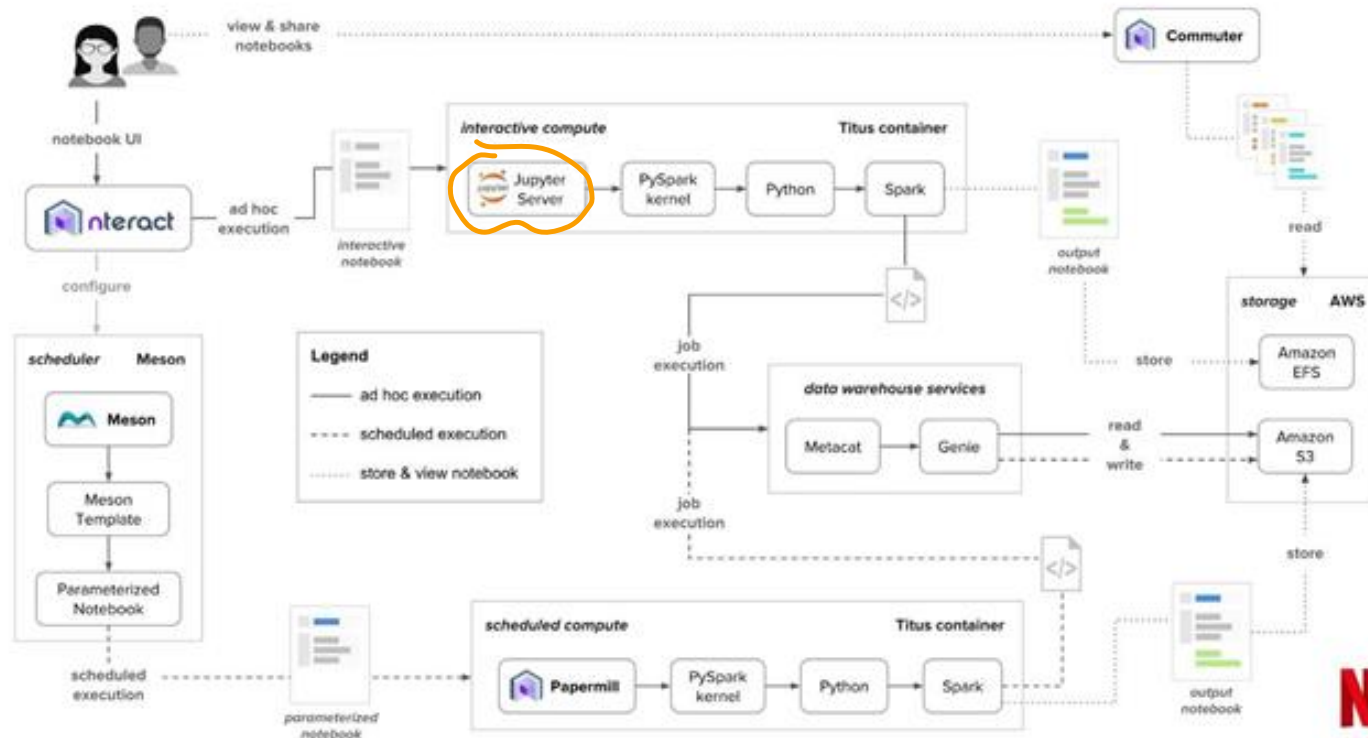 view & share
notebooks
Commuter
notebook UI
interactive compute
Titus container
Jupyter
Server
PySpark
kernel
Python
Spark
nteract
ad hoc
execution
interactive
notebook
output
notebook
read
configure
storage
AWS
scheduler
Meson
Legend
ad hoc execution
scheduled execution
store & view notebook
job
execution
store
Amazon
EFS
data warehouse services
Meson
Metacat
Genie
read
&
write
Amazon
S3
Meson
Template
job
execution
store
Parameterized
Notebook
scheduled compute
Titus container
scheduled
execution
Papermill
PySpark
kernel
Python
Spark
parameterized
notebook
output
notebook
N